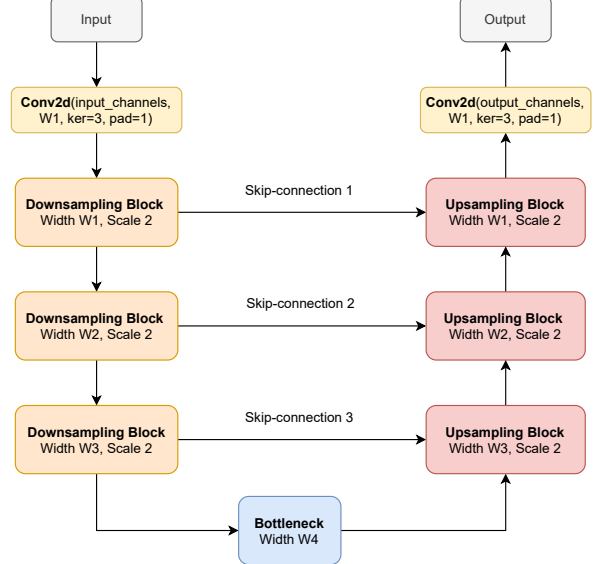 Input
Output
Conv2d(input_channels,
W1, ker=3, pad=1)
Conv2d(output_channels,
W1, ker=3, pad=1)
Downsampling Block
Width W1, Scale 2
Skip-connection 1
Upsampling Block
Width W1, Scale 2
Downsampling Block
Width W2, Scale 2
Skip-connection 2
Upsampling Block
Width W2, Scale 2
Downsampling Block
Width W3, Scale 2
Skip-connection 3
Upsampling Block
Width W3, Scale 2
Bottleneck
Width W4